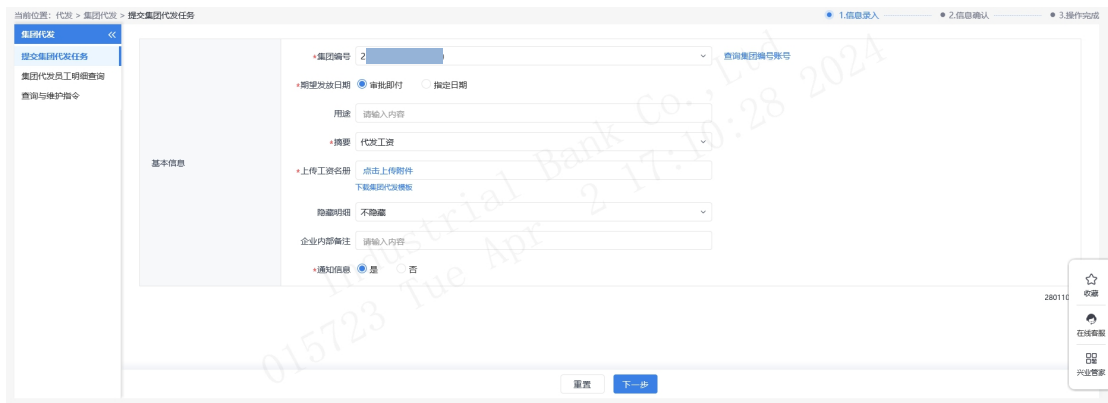 当前位置：代发 > 集团代发 > 提交集团代发任务
1.信息录入
2.信息确认
3.操作完成
集团代发 《
提交集团代发任务
集团代发员工明细查询
查询与维护指令
基本信息
*集团编号 2
查询集团编号账号
*期望发放日期 审批即付 指定日期
用途 请输入内容
*摘要 代发工资
*上传工资名册 点击上传附件
下载集团代发模板
隐藏明细 不隐藏
企业内部备注 请输入内容
*通知信息 是 否
280110
收藏
在线客服
兴业管家
重置 下一步
Industrial Bank Co.,Ltd
015723 Tue Apr 2 17:10:28 2024